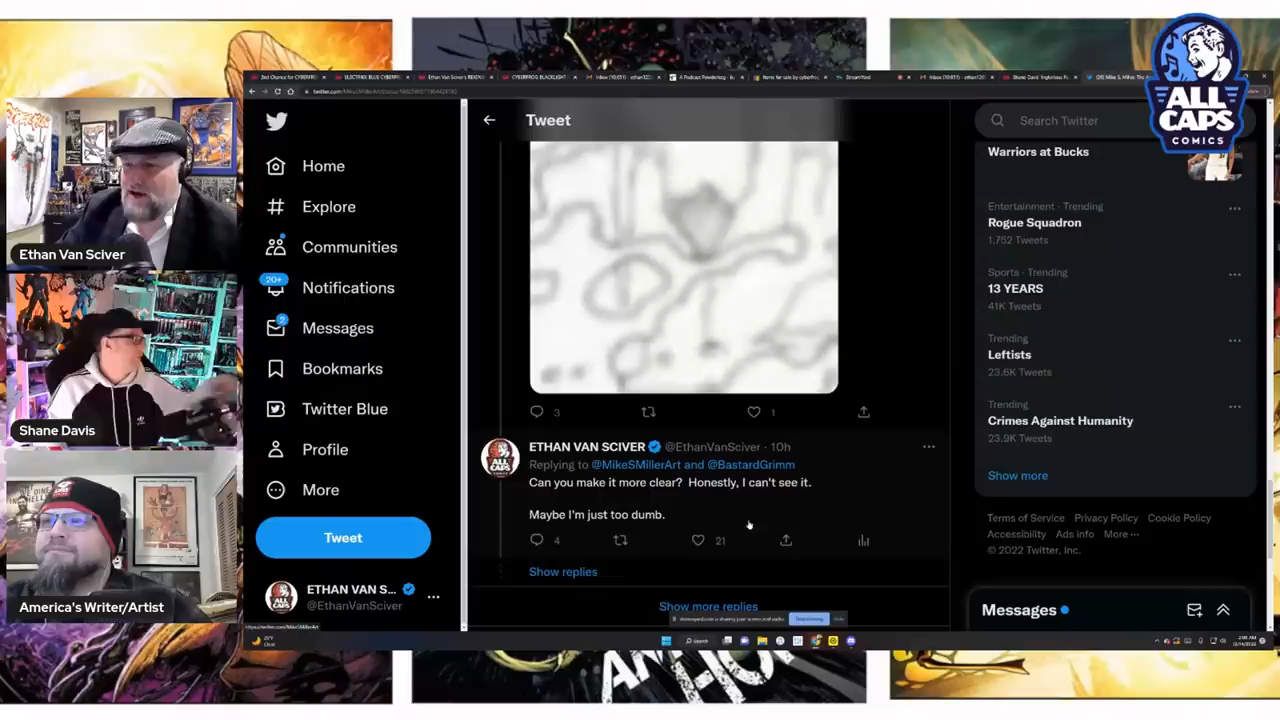 Ethan Van Sciver
Shane Davis
America's Writer/Artist
ALL
CAPS
COMICS
Home
Explore
Communities
20+
Notifications
2
Messages
Bookmarks
Twitter Blue
Profile
More
Tweet
ETHAN VAN S...
@EthanVanSciver
Tweet
3
1
ETHAN VAN SCIVER @EthanVanSciver · 10h
Replying to @MikeSMillerArt and @BastardGrimm
Can you make it more clear? Honestly, I can't see it.
Maybe I'm just too dumb.
4
21
Show replies
Show more replies
Search Twitter
Warriors at Bucks
Entertainment · Trending
Rogue Squadron
1,752 Tweets
Sports · Trending
13 YEARS
41K Tweets
Trending
Leftists
23.6K Tweets
Trending
Crimes Against Humanity
23.9K Tweets
Show more
Terms of Service Privacy Policy Cookie Policy
Accessibility Ads info More ···
© 2022 Twitter, Inc.
Messages